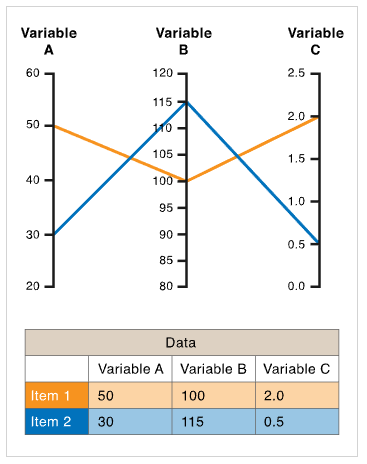 Variable A
Variable B
Variable C
60
50
40
30
20
120
115
110
105
100
95
90
85
80
2.5
2.0
1.5
1.0
0.5
0.0
Data
Variable A Variable B Variable C
Item 1 50 100 2.0
Item 2 30 115 0.5